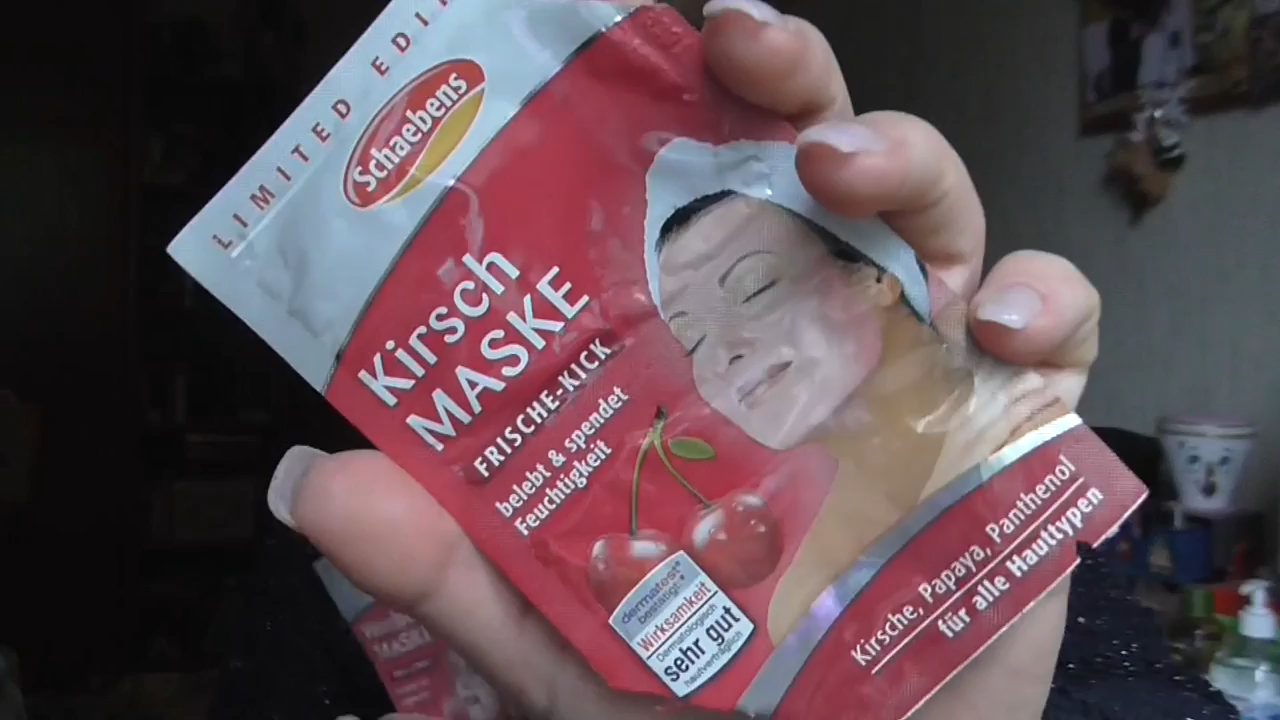 LIMITED EDI
Schaebens
Kirsch
MASKE
FRISCHE-KICK
belebt & spendet
Feuchtigkeit
dermatest®
bestätigt:
Wirksamkeit
Dermatologisch
sehr gut
hautverträglich
Kirsche, Papaya, Panthenol
für alle Hauttypen
MASKE